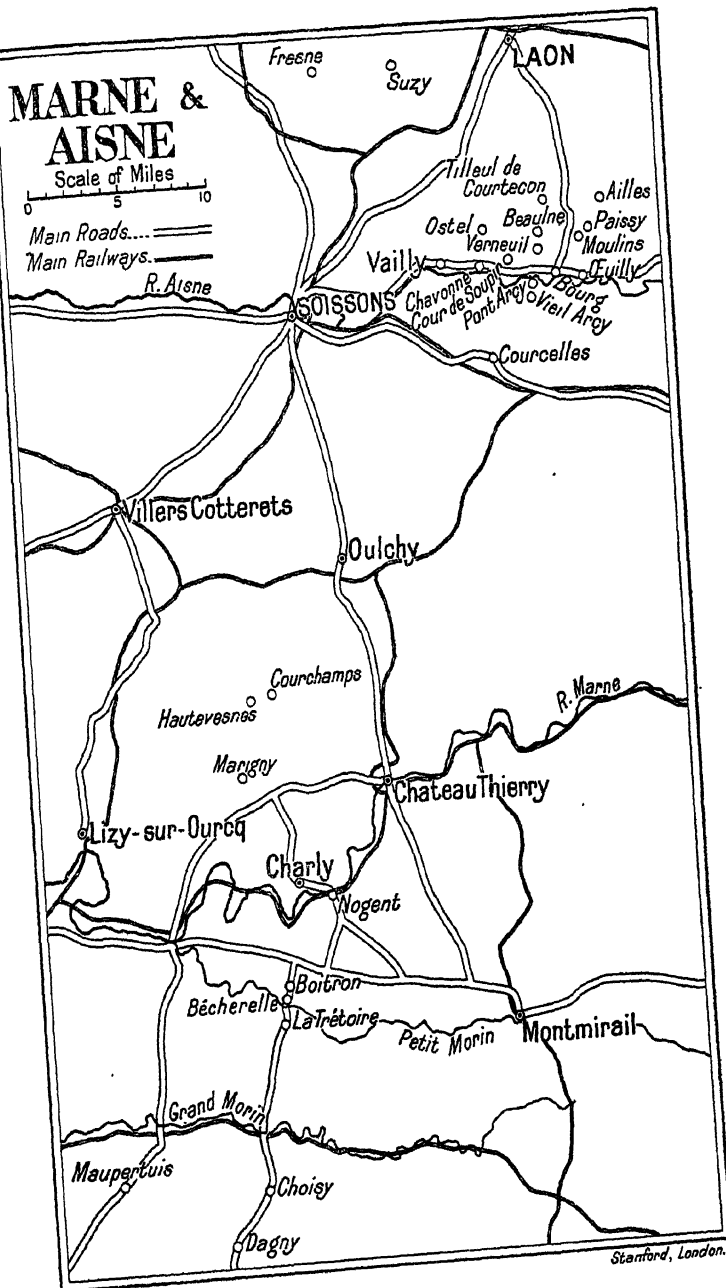 MARNE &
AISNE
Scale of Miles
0 5 10
Main Roads....
Main Railways.
Fresne
Suzy
LAON
Tilleul de
Courtecon
Ailles
Ostel
Beaulne
Paissy
Verneuil
Moulins
Vailly
Œuilly
R. Aisne
SOISSONS
Chavonne
Cour de Soupir
Pont Arcy
Bourg
Vieil Arcy
Courcelles
Villers Cotterets
Oulchy
Courchamps
Hautevesnes
R. Marne
Marigny
Chateau Thierry
Lizy-sur-Ourcq
Charly
Nogent
Boitron
Bécherelle
La Trétoire
Petit Morin
Montmirail
Grand Morin
Maupertuis
Choisy
Dagny
Stanford, London.